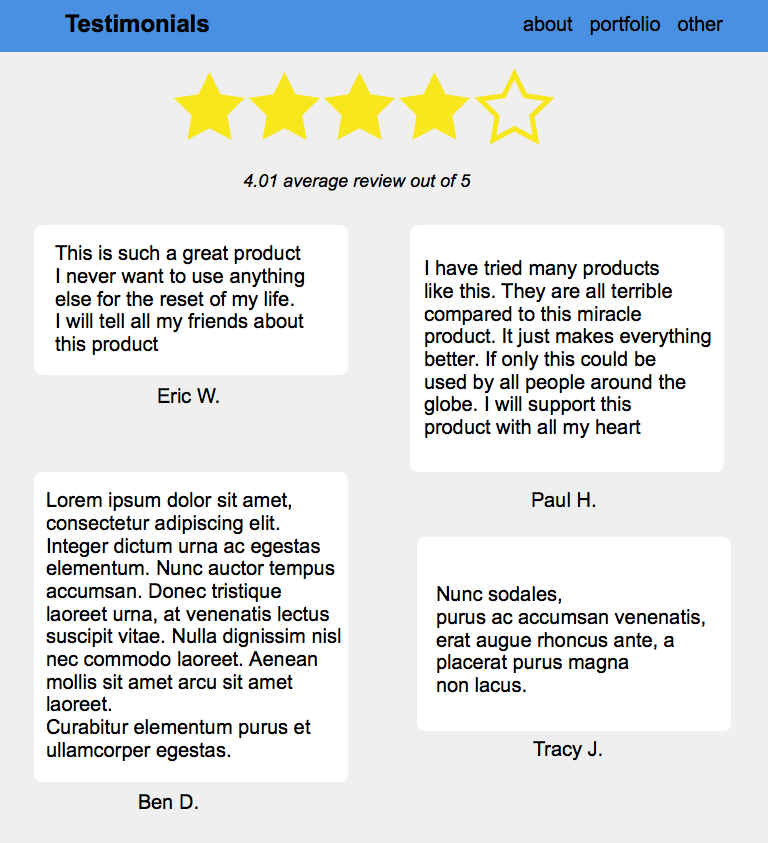 Testimonials
about portfolio other
4.01 average review out of 5
This is such a great product
I never want to use anything
else for the reset of my life.
I will tell all my friends about
this product
Eric W.
I have tried many products
like this. They are all terrible
compared to this miracle
product. It just makes everything
better. If only this could be
used by all people around the
globe. I will support this
product with all my heart
Paul H.
Lorem ipsum dolor sit amet,
consectetur adipiscing elit.
Integer dictum urna ac egestas
elementum. Nunc auctor tempus
accumsan. Donec tristique
laoreet urna, at venenatis lectus
suscipit vitae. Nulla dignissim nisl
nec commodo laoreet. Aenean
mollis sit amet arcu sit amet
laoreet.
Curabitur elementum purus et
ullamcorper egestas.
Ben D.
Nunc sodales,
purus ac accumsan venenatis,
erat augue rhoncus ante, a
placerat purus magna
non lacus.
Tracy J.